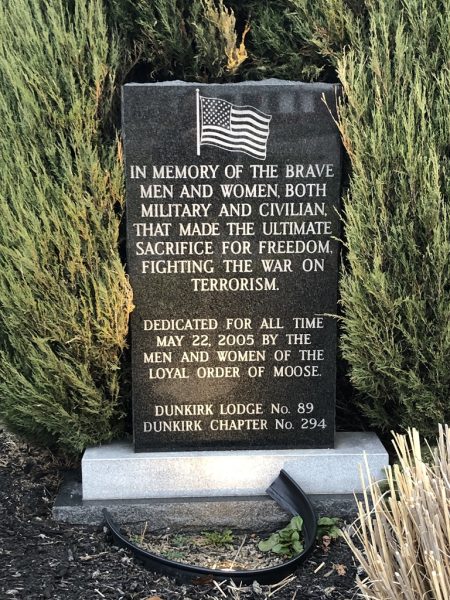 IN MEMORY OF THE BRAVE
MEN AND WOMEN, BOTH
MILITARY AND CIVILIAN,
THAT MADE THE ULTIMATE
SACRIFICE FOR FREEDOM,
FIGHTING THE WAR ON
TERRORISM.
DEDICATED FOR ALL TIME
MAY 22, 2005 BY THE
MEN AND WOMEN OF THE
LOYAL ORDER OF MOOSE.
DUNKIRK LODGE No. 89
DUNKIRK CHAPTER No. 294